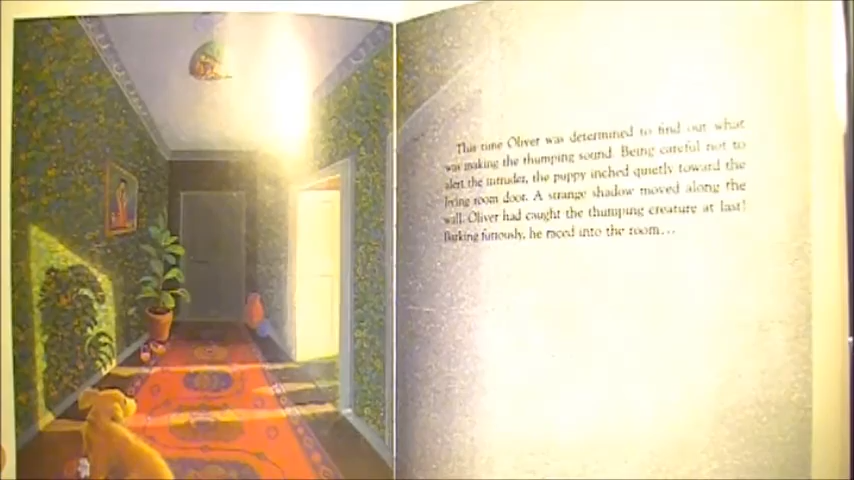 This time Oliver was determined to find out what
was making the thumping sound. Being careful not to
alert the intruder, the puppy inched quietly toward the
living room door. A strange shadow moved along the
wall. Oliver had caught the thumping creature at last!
Barking furiously, he raced into the room...